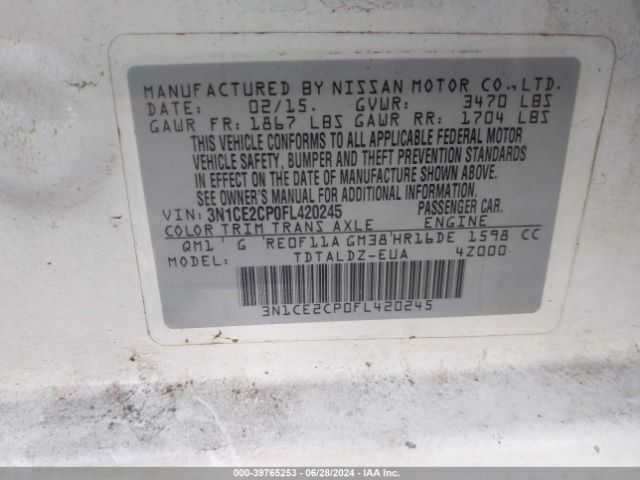 MANUFACTURED BY NISSAN MOTOR CO.,LTD.
DATE: 02/15. GVWR: 3470 LBS
GAWR FR: 1867 LBS GAWR RR: 1704 LBS
THIS VEHICLE CONFORMS TO ALL APPLICABLE FEDERAL MOTOR
VEHICLE SAFETY, BUMPER AND THEFT PREVENTION STANDARDS
IN EFFECT ON THE DATE OF MANUFACTURE SHOWN ABOVE.
SEE OWNER'S MANUAL FOR ADDITIONAL INFORMATION.
VIN: 3N1CE2CP0FL420245 PASSENGER CAR.
COLOR TRIM TRANS AXLE ENGINE
QM1 G RE0F11A GM38 HR16DE 1598 CC
MODEL: TDTALDZ-EUA 4Z000
3N1CE2CP0FL420245
000-39765253 - 06/28/2024 - IAA Inc.